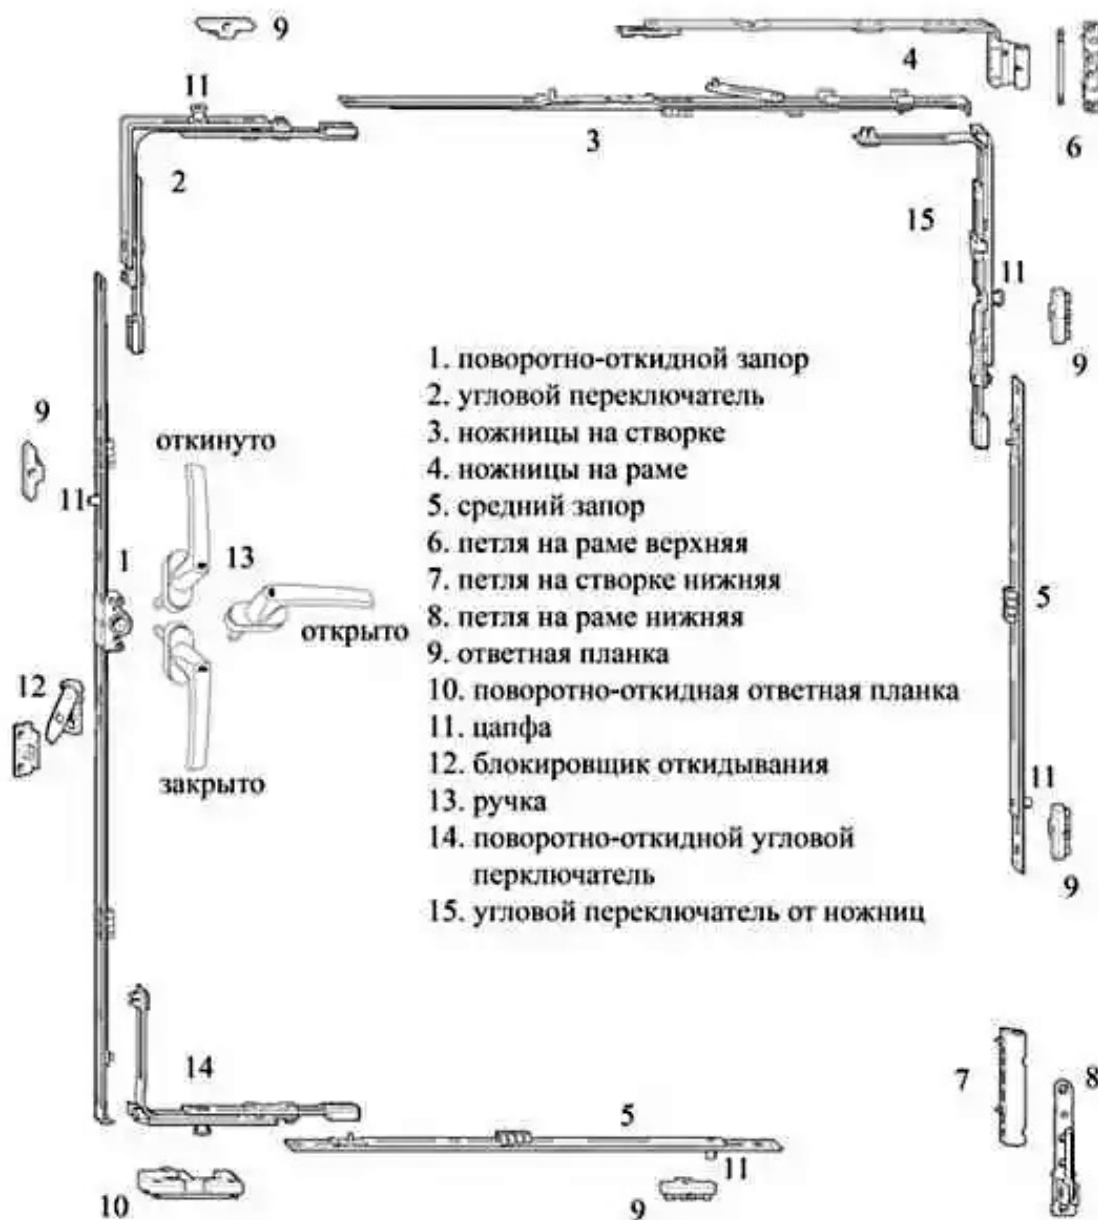 9
11
4
3
6
2
15
11
9
1. поворотно-откидной запор
2. угловой переключатель
3. ножницы на створке
4. ножницы на раме
5. средний запор
6. петля на раме верхняя
7. петля на створке нижняя
8. петля на раме нижняя
9. ответная планка
10. поворотно-откидная ответная планка
11. цапфа
12. блокировщик откидывания
13. ручка
14. поворотно-откидной угловой
перключатель
15. угловой переключатель от ножниц
9
откинуто
11
1
13
открыто
12
закрыто
5
11
9
14
7
8
5
11
10
9